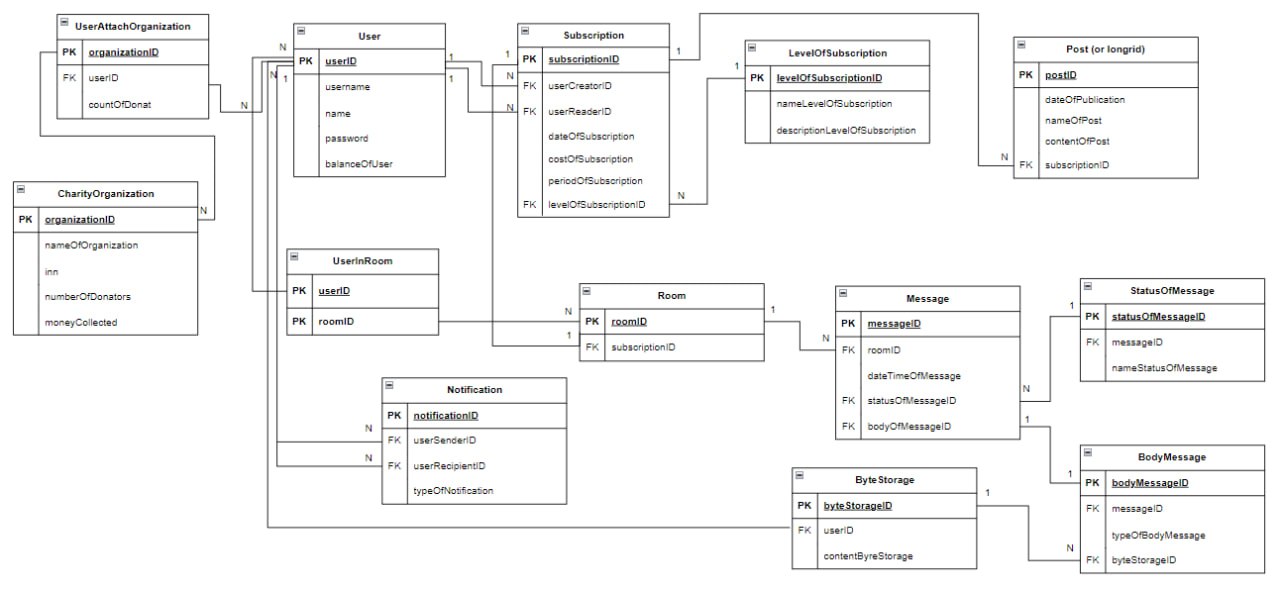 UserAttachOrganization
PK organizationID
FK userID
countOfDonat
N
CharityOrganization
PK organizationID
nameOfOrganization
inn
numberOfDonators
moneyCollected
N
User
PK userID
username
name
password
balanceOfUser
N
N
1
1
1
Subscription
PK subscriptionID
FK userCreatorID
FK userReaderID
dateOfSubscription
costOfSubscription
periodOfSubscription
FK levelOfSubscriptionID
1
N
N
1
N
LevelOfSubscription
PK levelOfSubscriptionID
nameLevelOfSubscription
descriptionLevelOfSubscription
1
Post (or longrid)
PK postID
dateOfPublication
nameOfPost
contentOfPost
FK subscriptionID
N
UserInRoom
PK userID
PK roomID
Room
PK roomID
FK subscriptionID
N
1
1
Message
PK messageID
FK roomID
dateTimeOfMessage
FK statusOfMessageID
FK bodyOfMessageID
N
N
1
StatusOfMessage
PK statusOfMessageID
FK messageID
nameStatusOfMessage
1
Notification
PK notificationID
FK userSenderID
FK userRecipientID
typeOfNotification
N
N
ByteStorage
PK byteStorageID
FK userID
contentByreStorage
1
BodyMessage
PK bodyMessageID
FK messageID
typeOfBodyMessage
FK byteStorageID
1
N